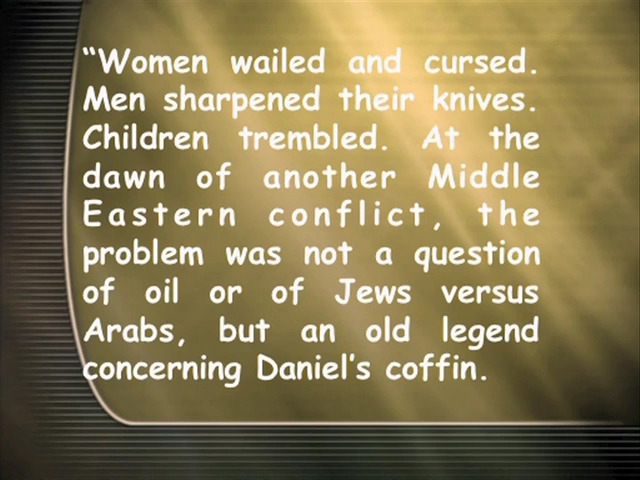 “Women wailed and cursed.
Men sharpened their knives.
Children trembled. At the
dawn of another Middle
Eastern conflict, the
problem was not a question
of oil or of Jews versus
Arabs, but an old legend
concerning Daniel’s coffin.